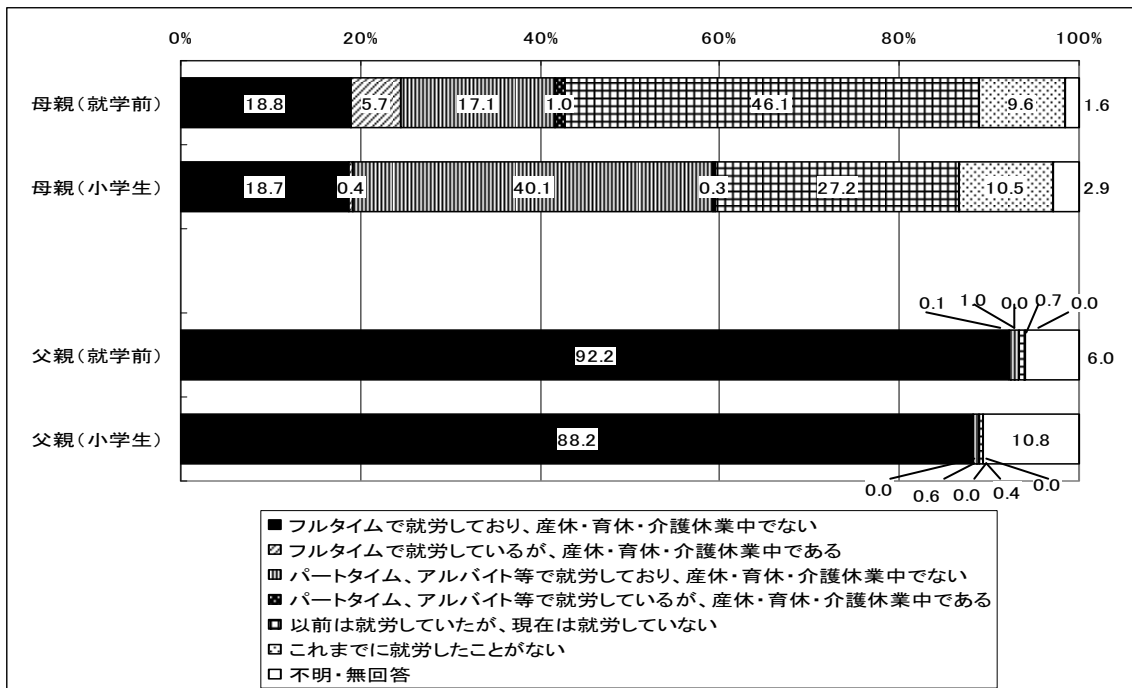 0% 20% 40% 60% 80% 100%
母親（就学前） 18.8 5.7 17.1 1.0 46.1 9.6 1.6
母親（小学生） 18.7 0.4 40.1 0.3 27.2 10.5 2.9
0.1 1.0 0.0 0.7 0.0
父親（就学前） 92.2 6.0
父親（小学生） 88.2 10.8
0.0 0.6 0.0 0.4 0.0
フルタイムで就労しており、産休・育休・介護休業中でない
フルタイムで就労しているが、産休・育休・介護休業中である
パートタイム、アルバイト等で就労しており、産休・育休・介護休業中でない
パートタイム、アルバイト等で就労しているが、産休・育休・介護休業中である
以前は就労していたが、現在は就労していない
これまでに就労したことがない
不明・無回答